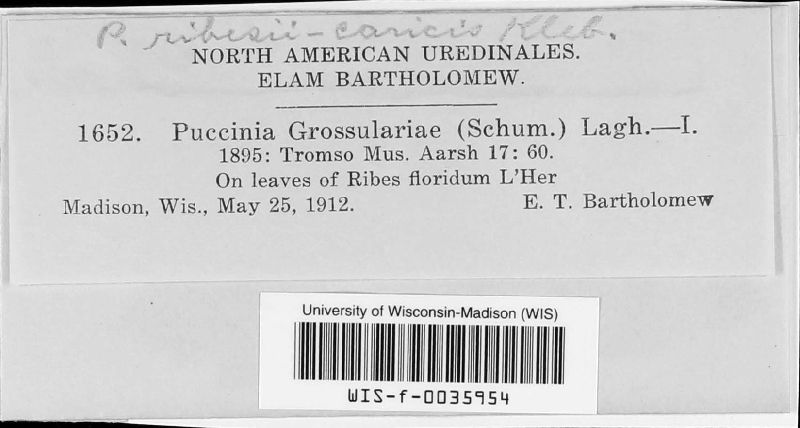 P. ribesii-caricis Kleb.
NORTH AMERICAN UREDINALES.
ELAM BARTHOLOMEW.
1652. Puccinia Grossulariae (Schum.) Lagh.—I.
1895: Tromso Mus. Aarsh 17: 60.
On leaves of Ribes floridum L'Her
Madison, Wis., May 25, 1912. E. T. Bartholomew
University of Wisconsin-Madison (WIS)
WIS-f-0035954